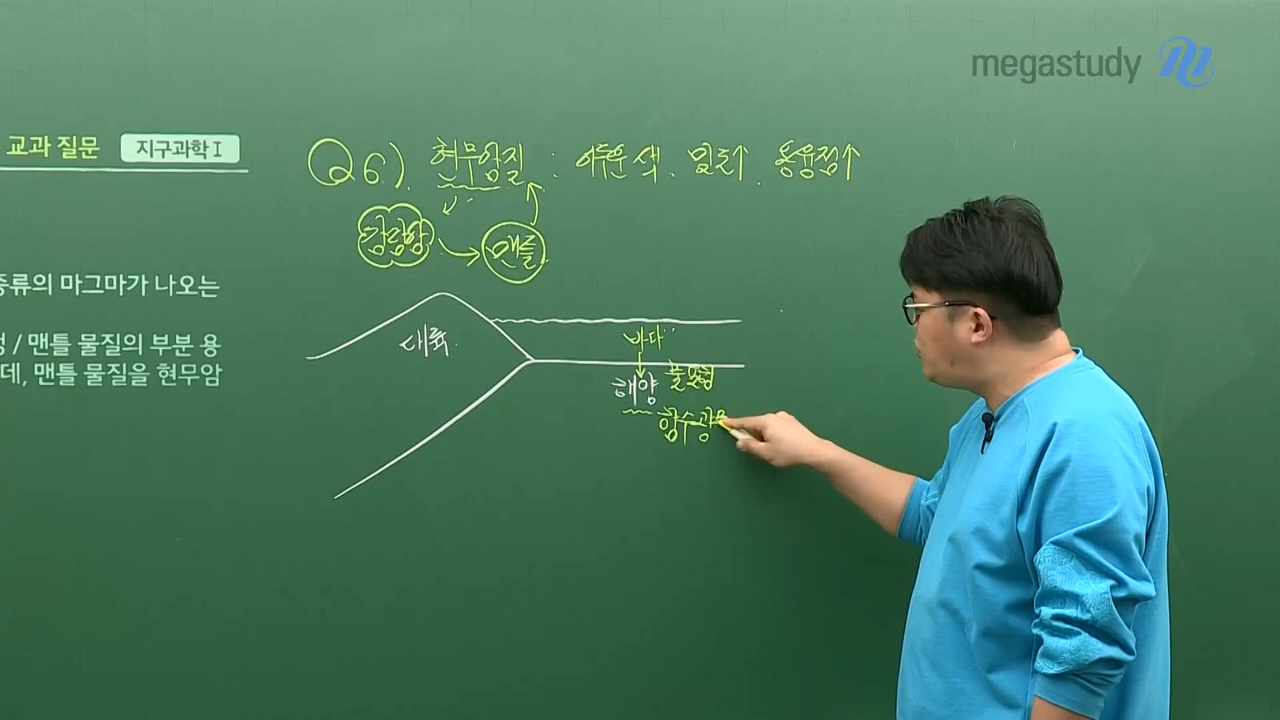 megastudy
교과 질문 지구과학 I
Q6). 현무암질 : 어두운 색. 밀도↑. 용융점↑
감람암 맨틀
종류의 마그마가 나오는
/ 맨틀 물질의 부분 용
데, 맨틀 물질을 현무암
대륙
바다
해양 물 포함
함수광물